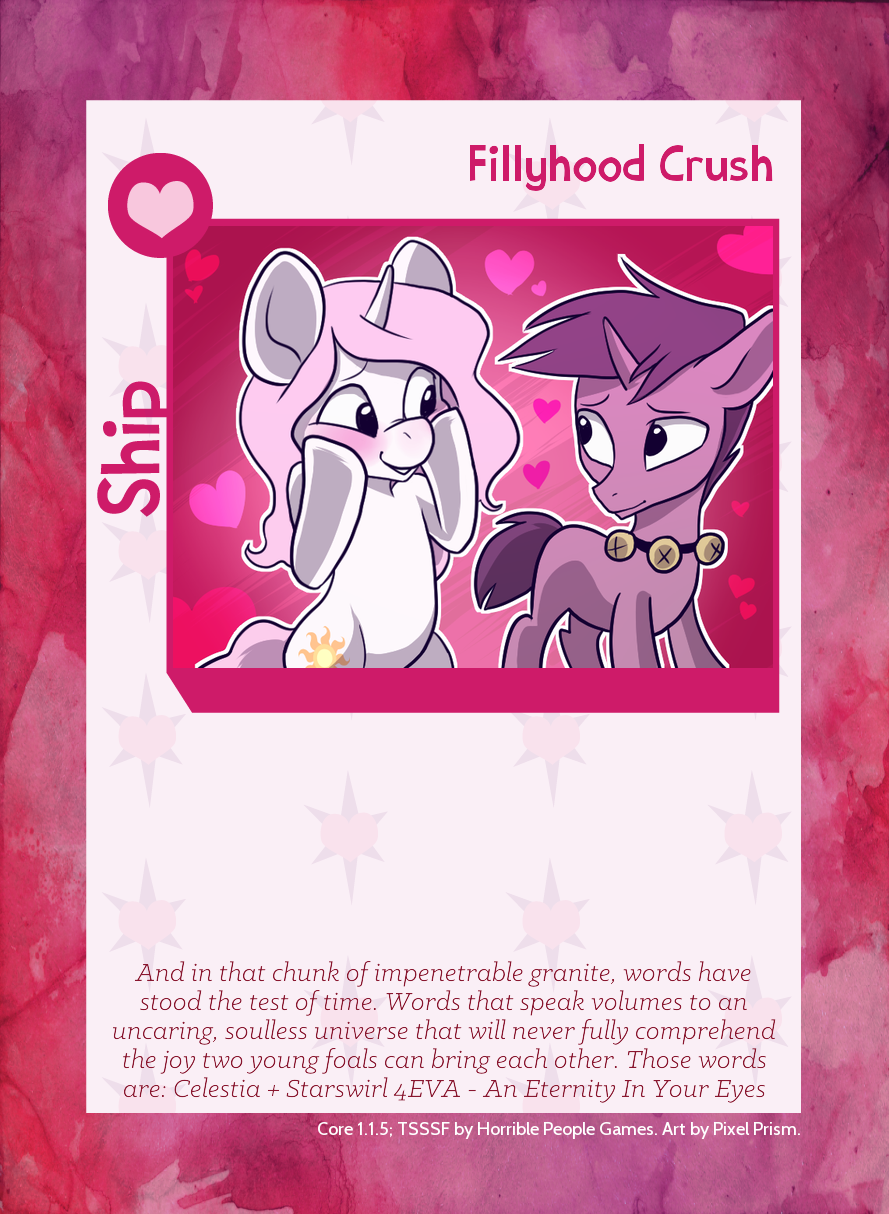 Fillyhood Crush
Ship
And in that chunk of impenetrable granite, words have
stood the test of time. Words that speak volumes to an
uncaring, soulless universe that will never fully comprehend
the joy two young foals can bring each other. Those words
are: Celestia + Starswirl 4EVA - An Eternity In Your Eyes
Core 1.1.5; TSSSF by Horrible People Games. Art by Pixel Prism.